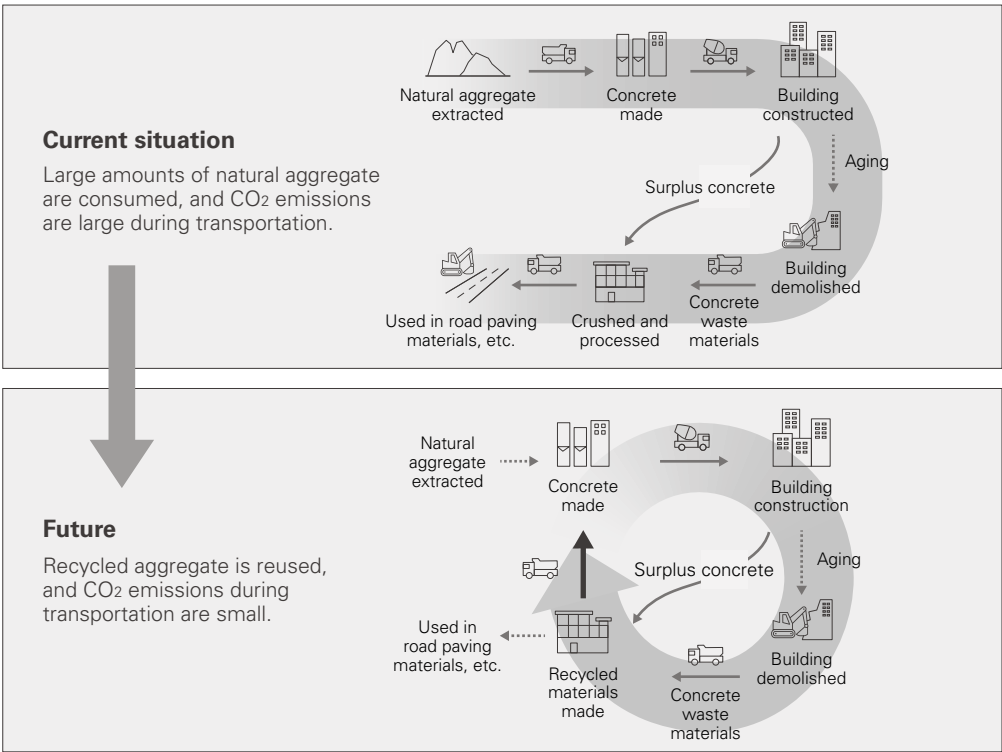 Current situation
Large amounts of natural aggregate
are consumed, and CO2 emissions
are large during transportation.
Natural aggregate
extracted
Concrete
made
Building
constructed
Aging
Surplus concrete
Building
demolished
Concrete
waste
materials
Crushed and
processed
Used in road paving
materials, etc.
Future
Recycled aggregate is reused,
and CO2 emissions during
transportation are small.
Natural
aggregate
extracted
Concrete
made
Building
construction
Aging
Surplus concrete
Building
demolished
Concrete
waste
materials
Recycled
materials
made
Used in
road paving
materials, etc.